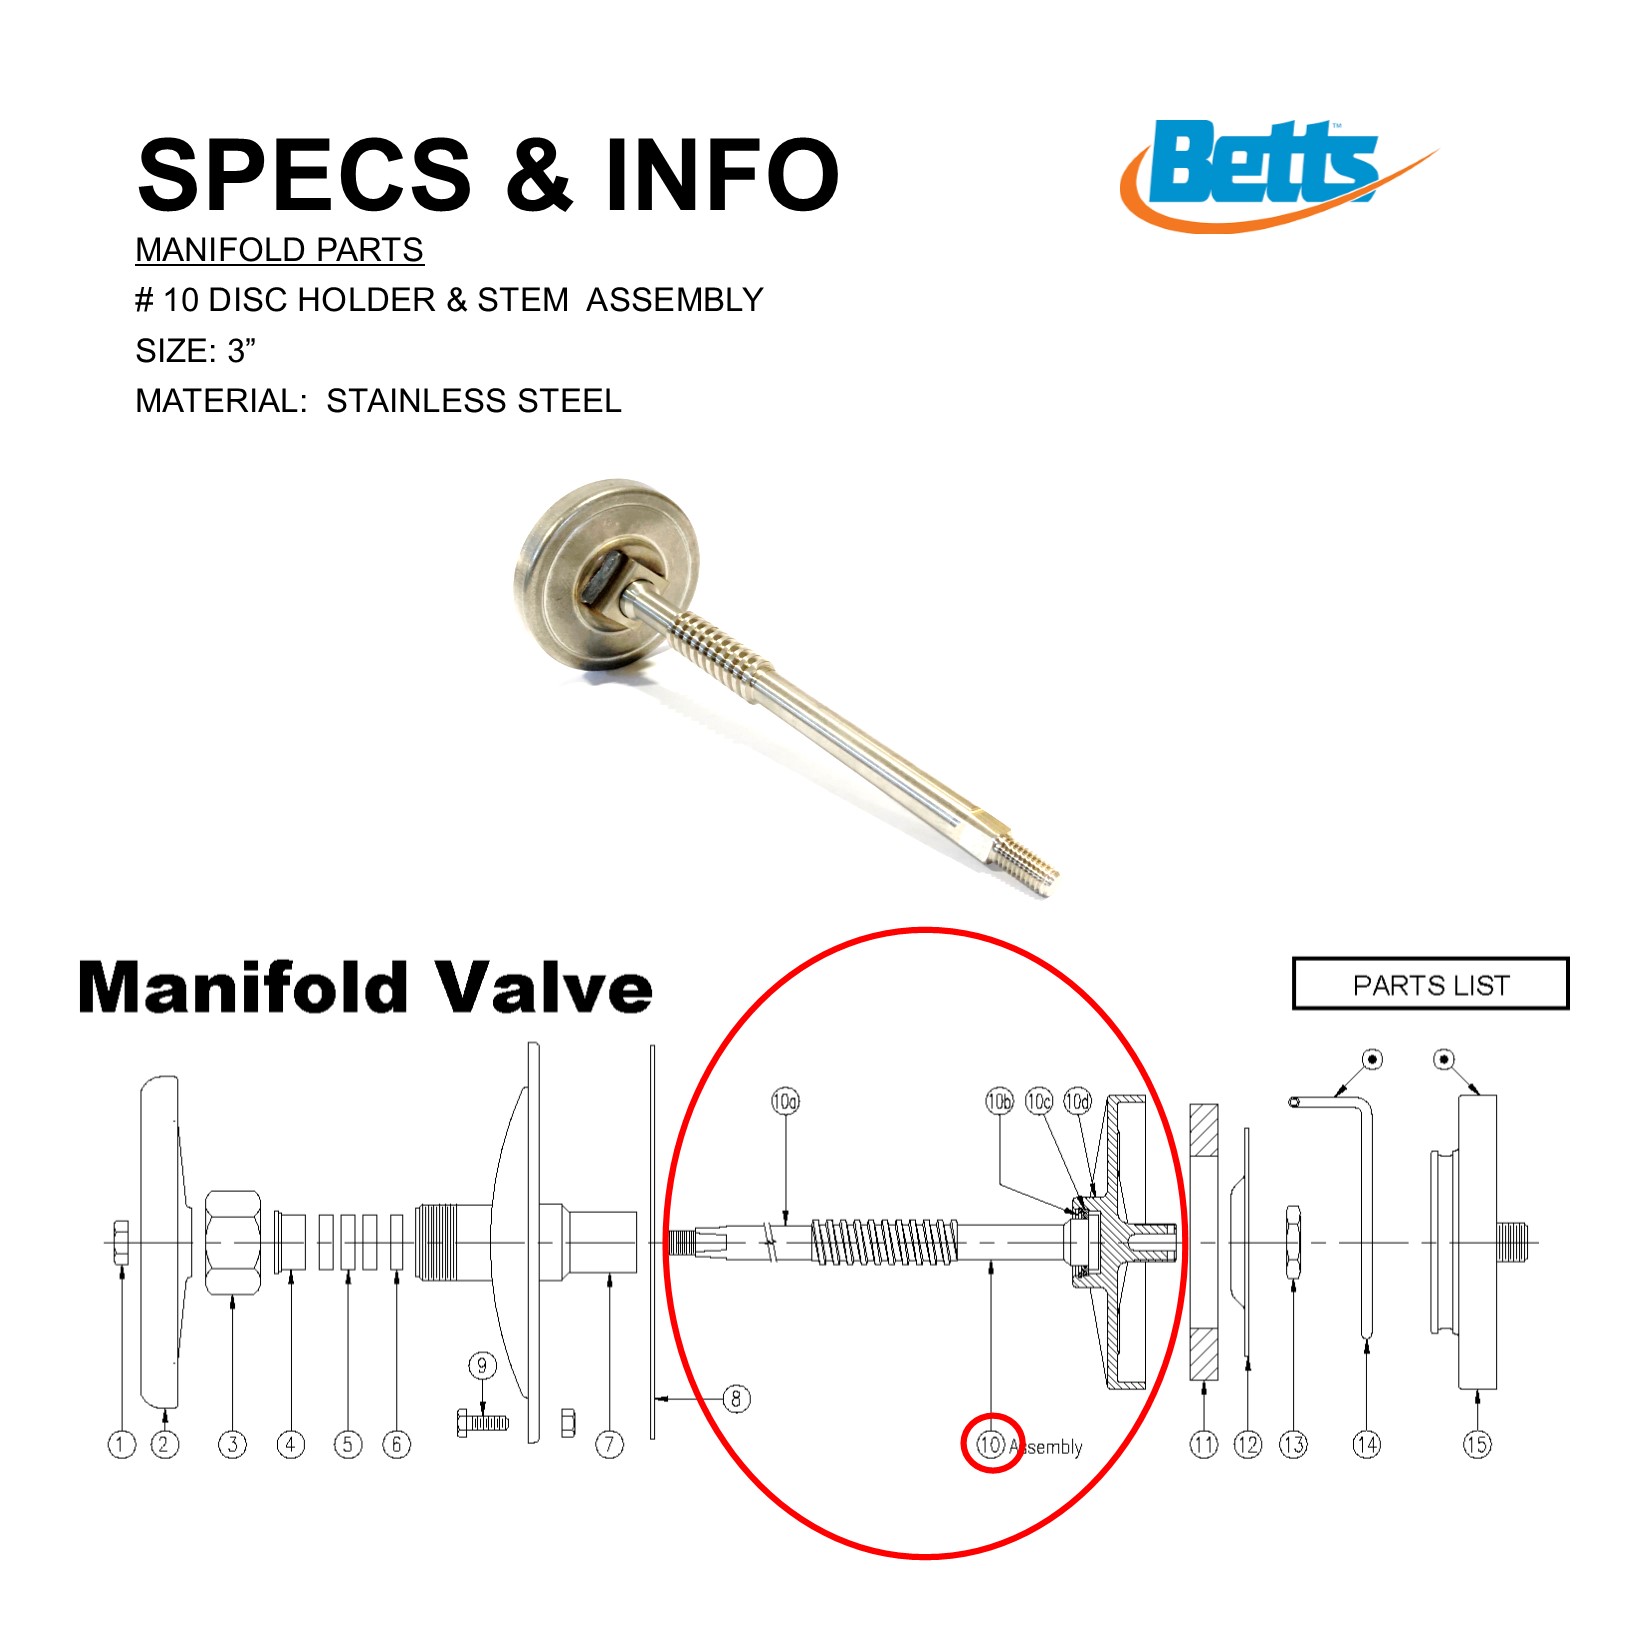 SPECS & INFO
Betts™
MANIFOLD PARTS
# 10 DISC HOLDER & STEM  ASSEMBLY
SIZE: 3”
MATERIAL:  STAINLESS STEEL
Manifold Valve
PARTS LIST
10a
10b 10c 10d
9
8
1 2 3 4 5 6 7 10 Assembly 11 12 13 14 15